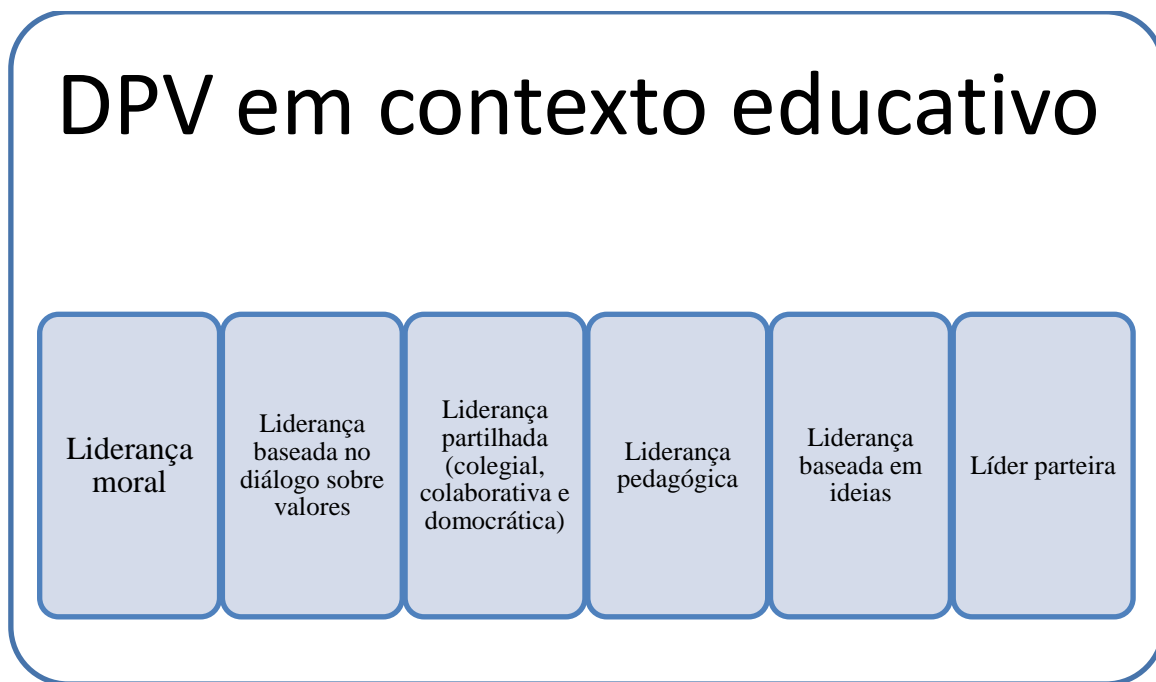 DPV em contexto educativo
Liderança
moral
Liderança
baseada no
diálogo sobre
valores
Liderança
partilhada
(colegial,
colaborativa e
domocrática)
Liderança
pedagógica
Liderança
baseada em
ideias
Líder parteira